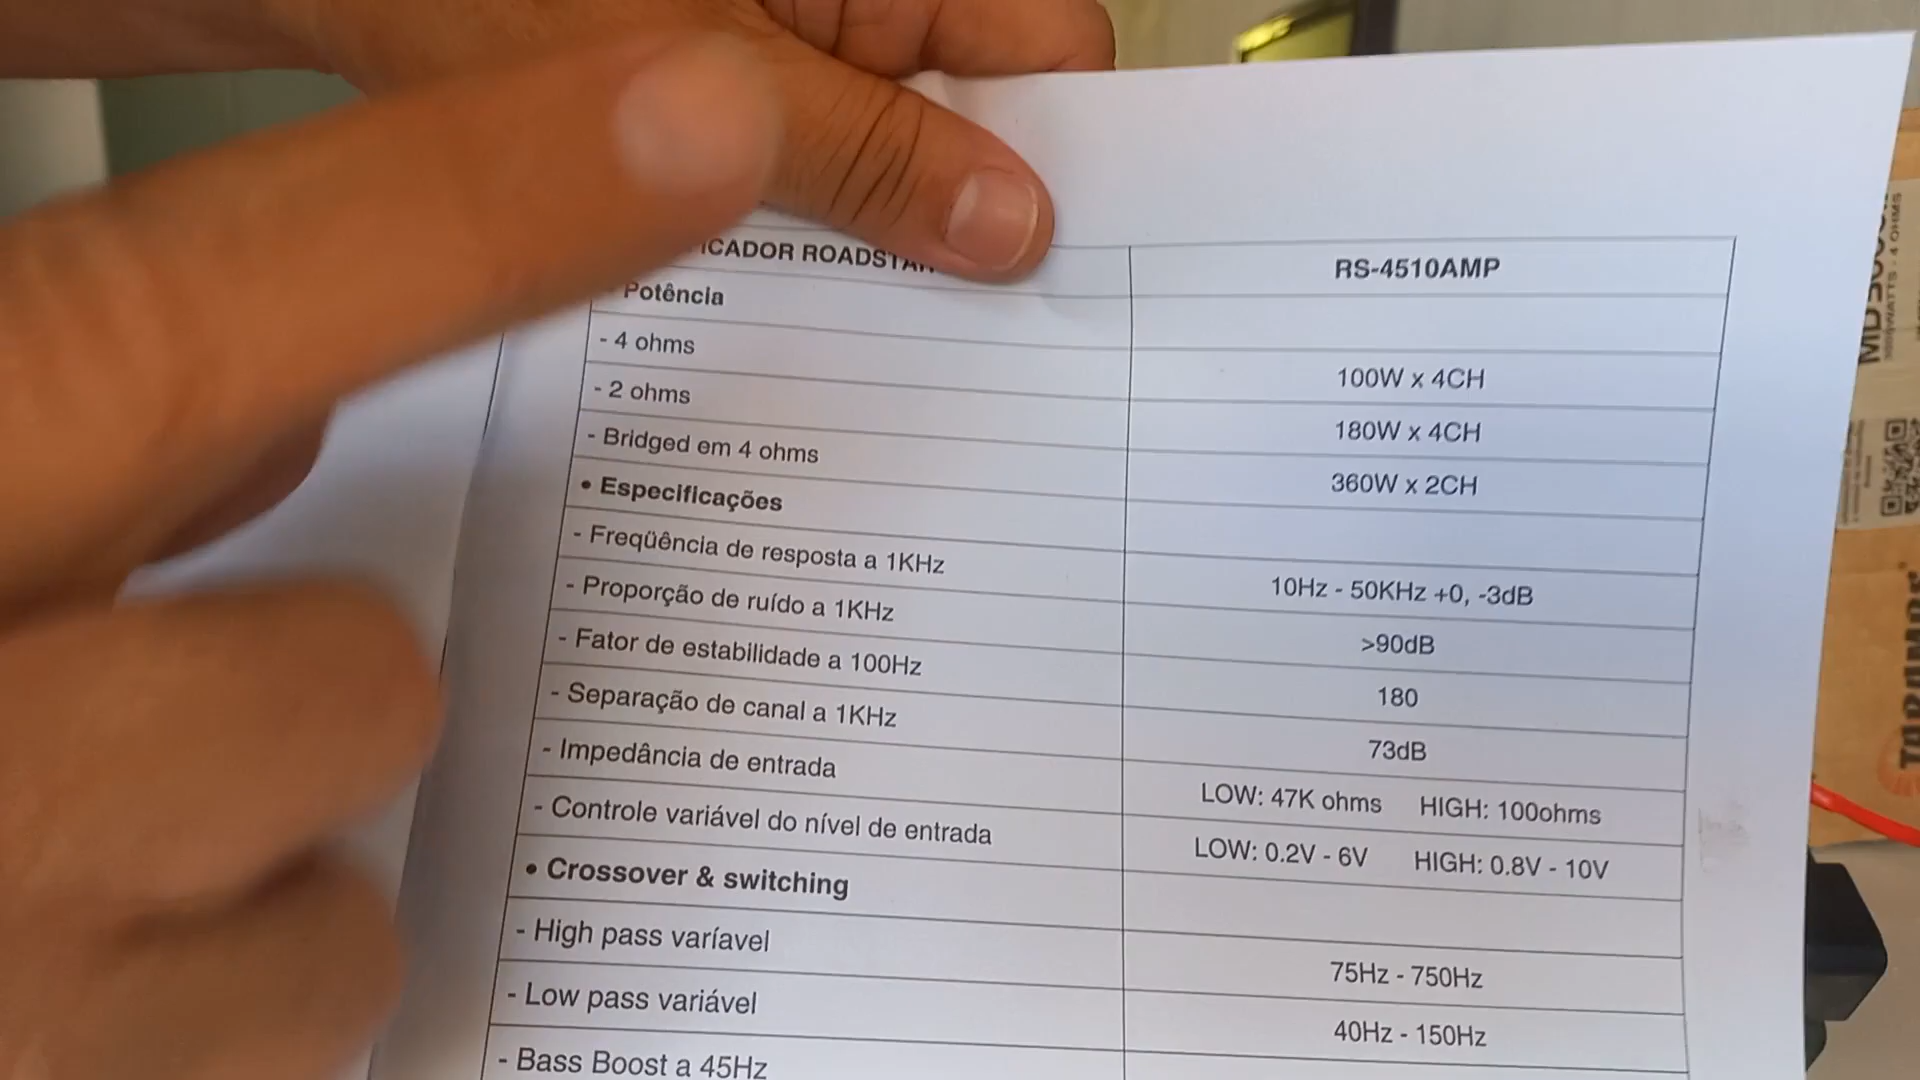 ICADOR ROADSTAR RS-4510AMP
Potência
- 4 ohms 100W x 4CH
- 2 ohms 180W x 4CH
- Bridged em 4 ohms 360W x 2CH
• Especificações
- Freqüência de resposta a 1KHz 10Hz - 50KHz +0, -3dB
- Proporção de ruído a 1KHz >90dB
- Fator de estabilidade a 100Hz 180
- Separação de canal a 1KHz 73dB
- Impedância de entrada LOW: 47K ohms HIGH: 100ohms
- Controle variável do nível de entrada LOW: 0.2V - 6V HIGH: 0.8V - 10V
• Crossover & switching
- High pass varíavel 75Hz - 750Hz
- Low pass variável 40Hz - 150Hz
- Bass Boost a 45Hz
TARAMPS